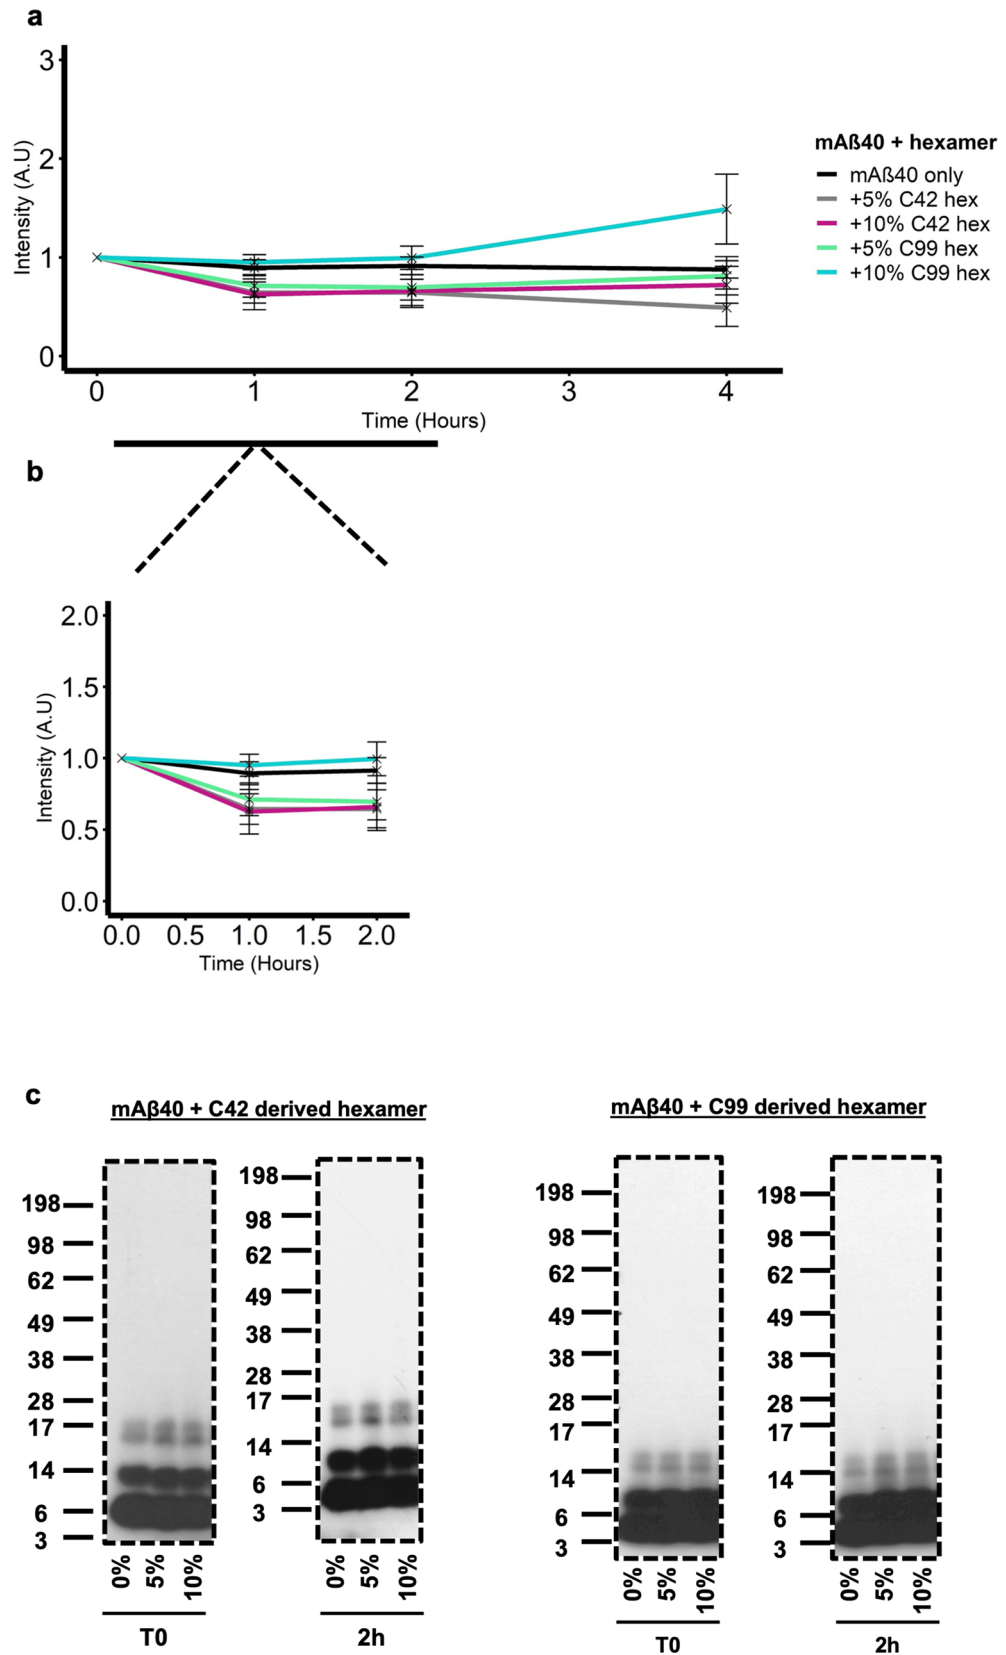 a
3
2
1
0
Intensity (A.U)
0 1 2 3 4
Time (Hours)
mAß40 + hexamer
mAß40 only
+5% C42 hex
+10% C42 hex
+5% C99 hex
+10% C99 hex
b
2.0
1.5
1.0
0.5
0.0
Intensity (A.U)
0.0 0.5 1.0 1.5 2.0
Time (Hours)
c
mAβ40 + C42 derived hexamer
198
98
62
49
38
28
17
14
6
3
0% 5% 10%
T0
198
98
62
49
38
28
17
14
6
3
0% 5% 10%
2h
mAβ40 + C99 derived hexamer
198
98
62
49
38
28
17
14
6
3
0% 5% 10%
T0
198
98
62
49
38
28
17
14
6
3
0% 5% 10%
2h